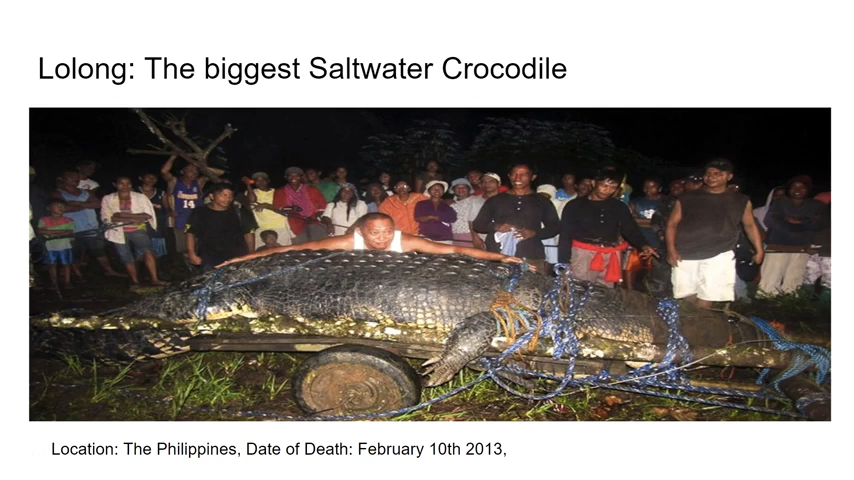 Lolong: The biggest Saltwater Crocodile
14
Location: The Philippines, Date of Death: February 10th 2013,